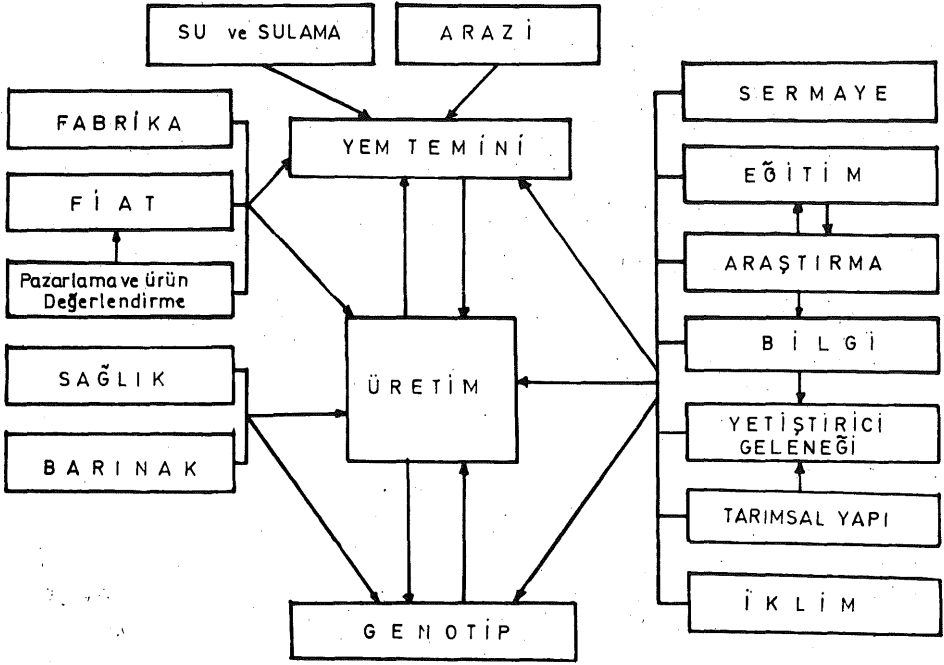 SU ve SULAMA
ARAZİ
FABRİKA
FİAT
Pazarlama ve ürün
Değerlendirme
SAĞLIK
BARINAK
YEM TEMİNİ
ÜRETİM
GENOTİP
SERMAYE
EĞİTİM
ARAŞTIRMA
BİLGİ
YETİŞTİRİCİ
GELENEĞİ
TARIMSAL YAPI
İKLİM